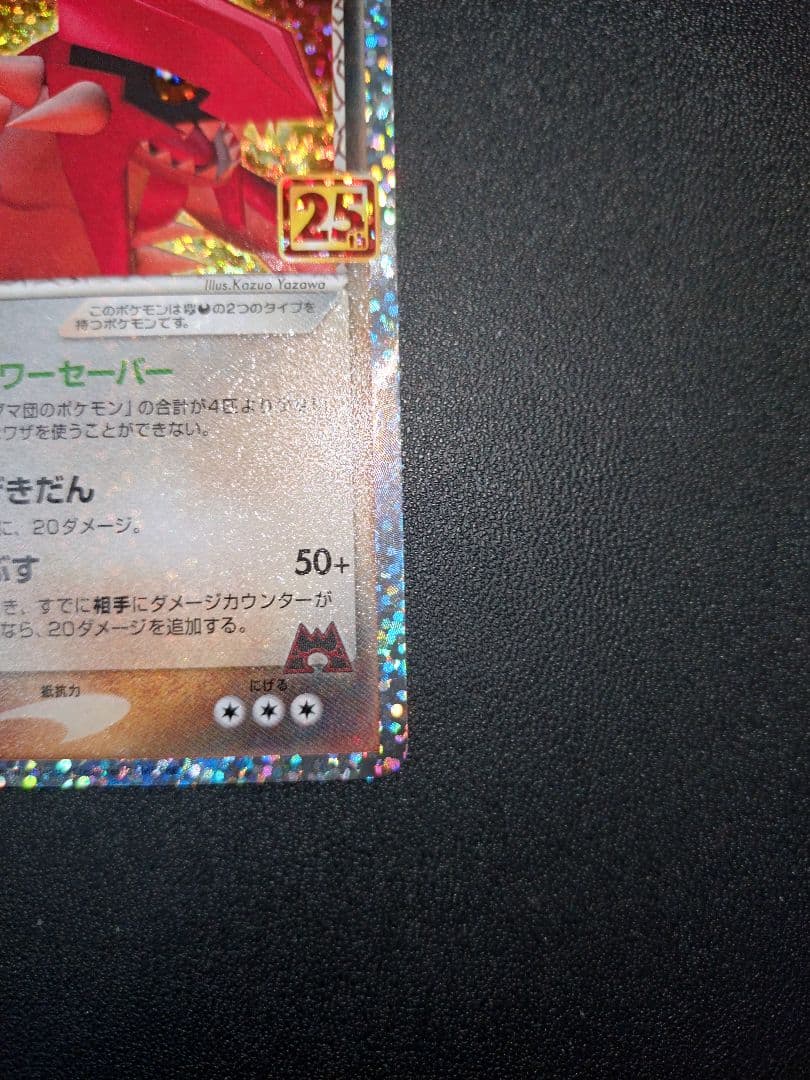 25
Illus.Kazuo Yazawa
このポケモンは
の2つのタイプを
持つポケモンです。
ワーセーバー
マ団のポケモン」の合計が4匹より
ワザを使うことができない。
きだん
に、20ダメージ。
ぶす
50+
き、すでに相手にダメージカウンターが
なら、20ダメージを追加する。
抵抗力
にげる